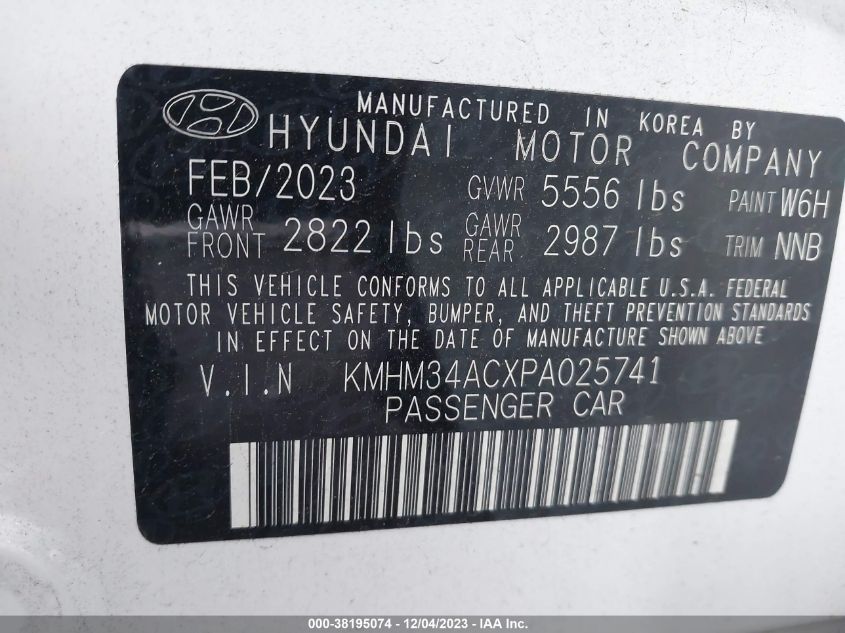 MANUFACTURED IN KOREA BY
HYUNDAI MOTOR COMPANY
FEB/2023 GVWR 5556 lbs PAINT W6H
GAWR FRONT 2822 lbs GAWR REAR 2987 lbs TRIM NNB
THIS VEHICLE CONFORMS TO ALL APPLICABLE U.S.A. FEDERAL
MOTOR VEHICLE SAFETY, BUMPER, AND THEFT PREVENTION STANDARDS
IN EFFECT ON THE DATE OF MANUFACTURE SHOWN ABOVE
V.I.N KMHM34ACXPA025741
PASSENGER CAR
000-38195074 - 12/04/2023 - IAA Inc.